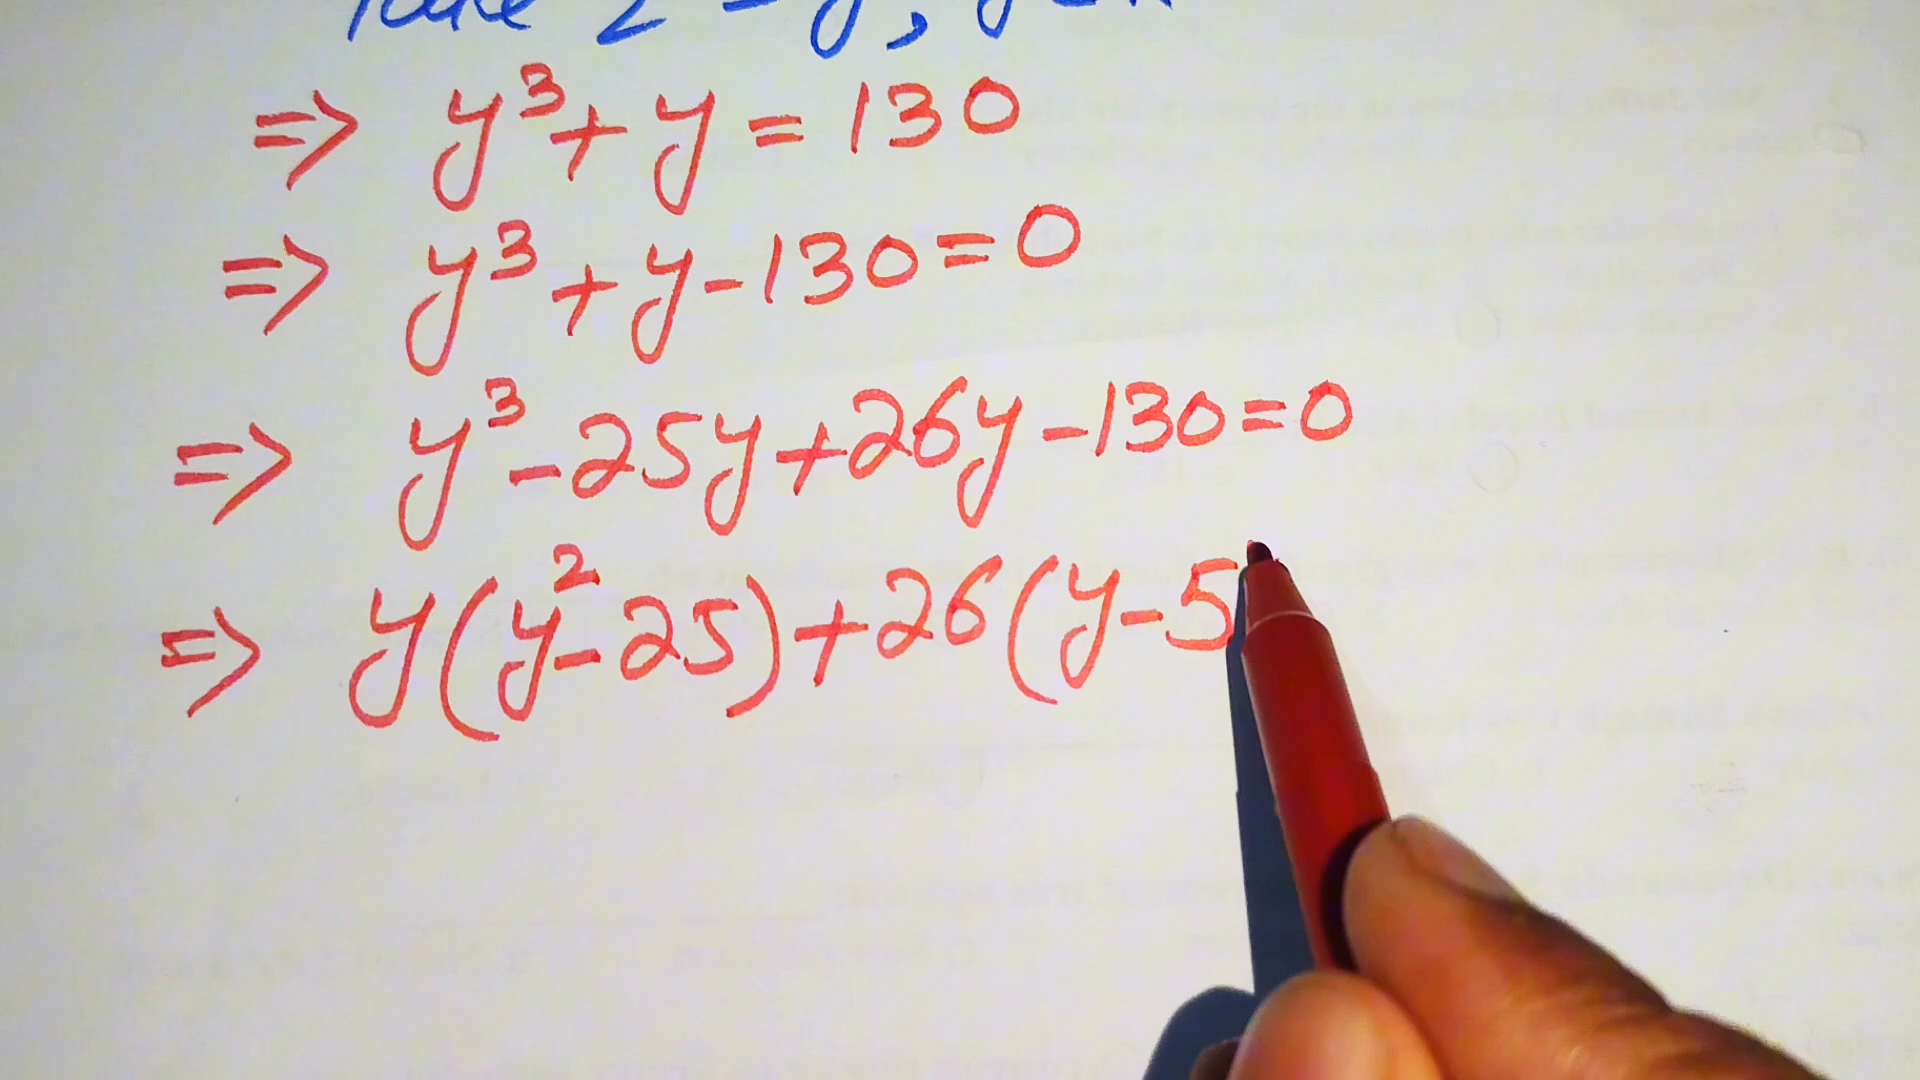 => y³ + y = 130
=> y³ + y - 130 = 0
=> y³ - 25y + 26y - 130 = 0
=> y(y² - 25) + 26(y - 5